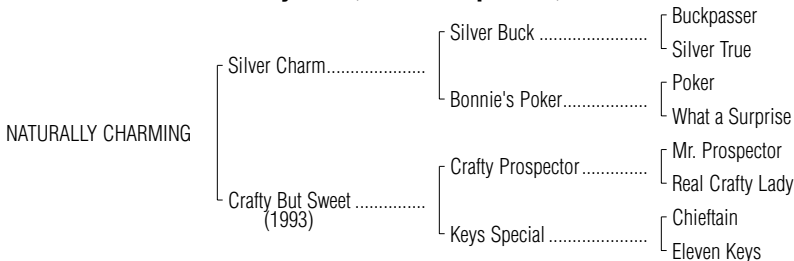 Buckpasser
Silver Buck ......................
Silver True
Silver Charm.....................
Poker
Bonnie's Poker.................
What a Surprise
NATURALLY CHARMING
Mr. Prospector
Crafty Prospector .............
Real Crafty Lady
Crafty But Sweet ..............
(1993)
Chieftain
Keys Special ....................
Eleven Keys